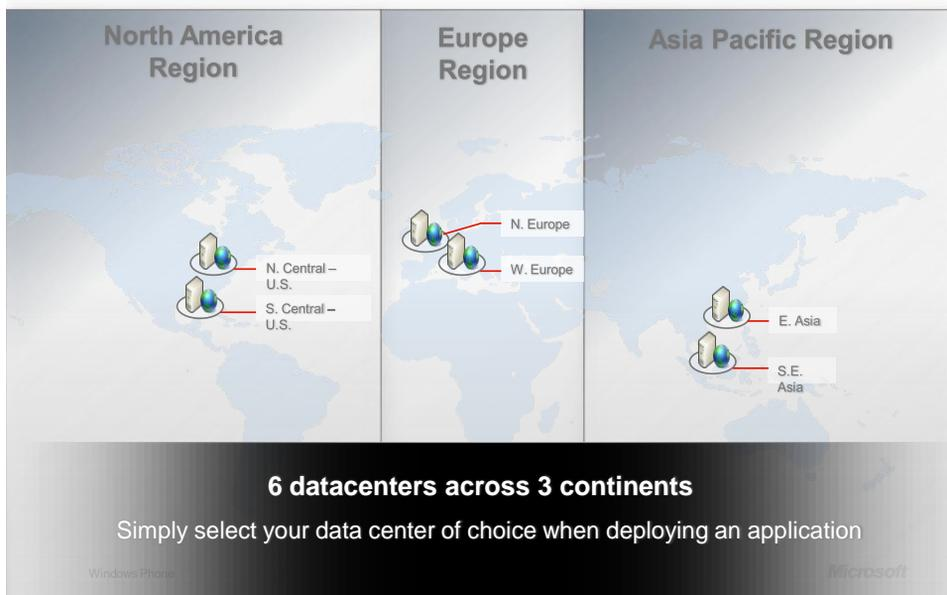 North America
Region
Europe
Region
Asia Pacific Region
N. Central –
U.S.
S. Central –
U.S.
N. Europe
W. Europe
E. Asia
S.E.
Asia
6 datacenters across 3 continents
Simply select your data center of choice when deploying an application
Windows Phone
Microsoft